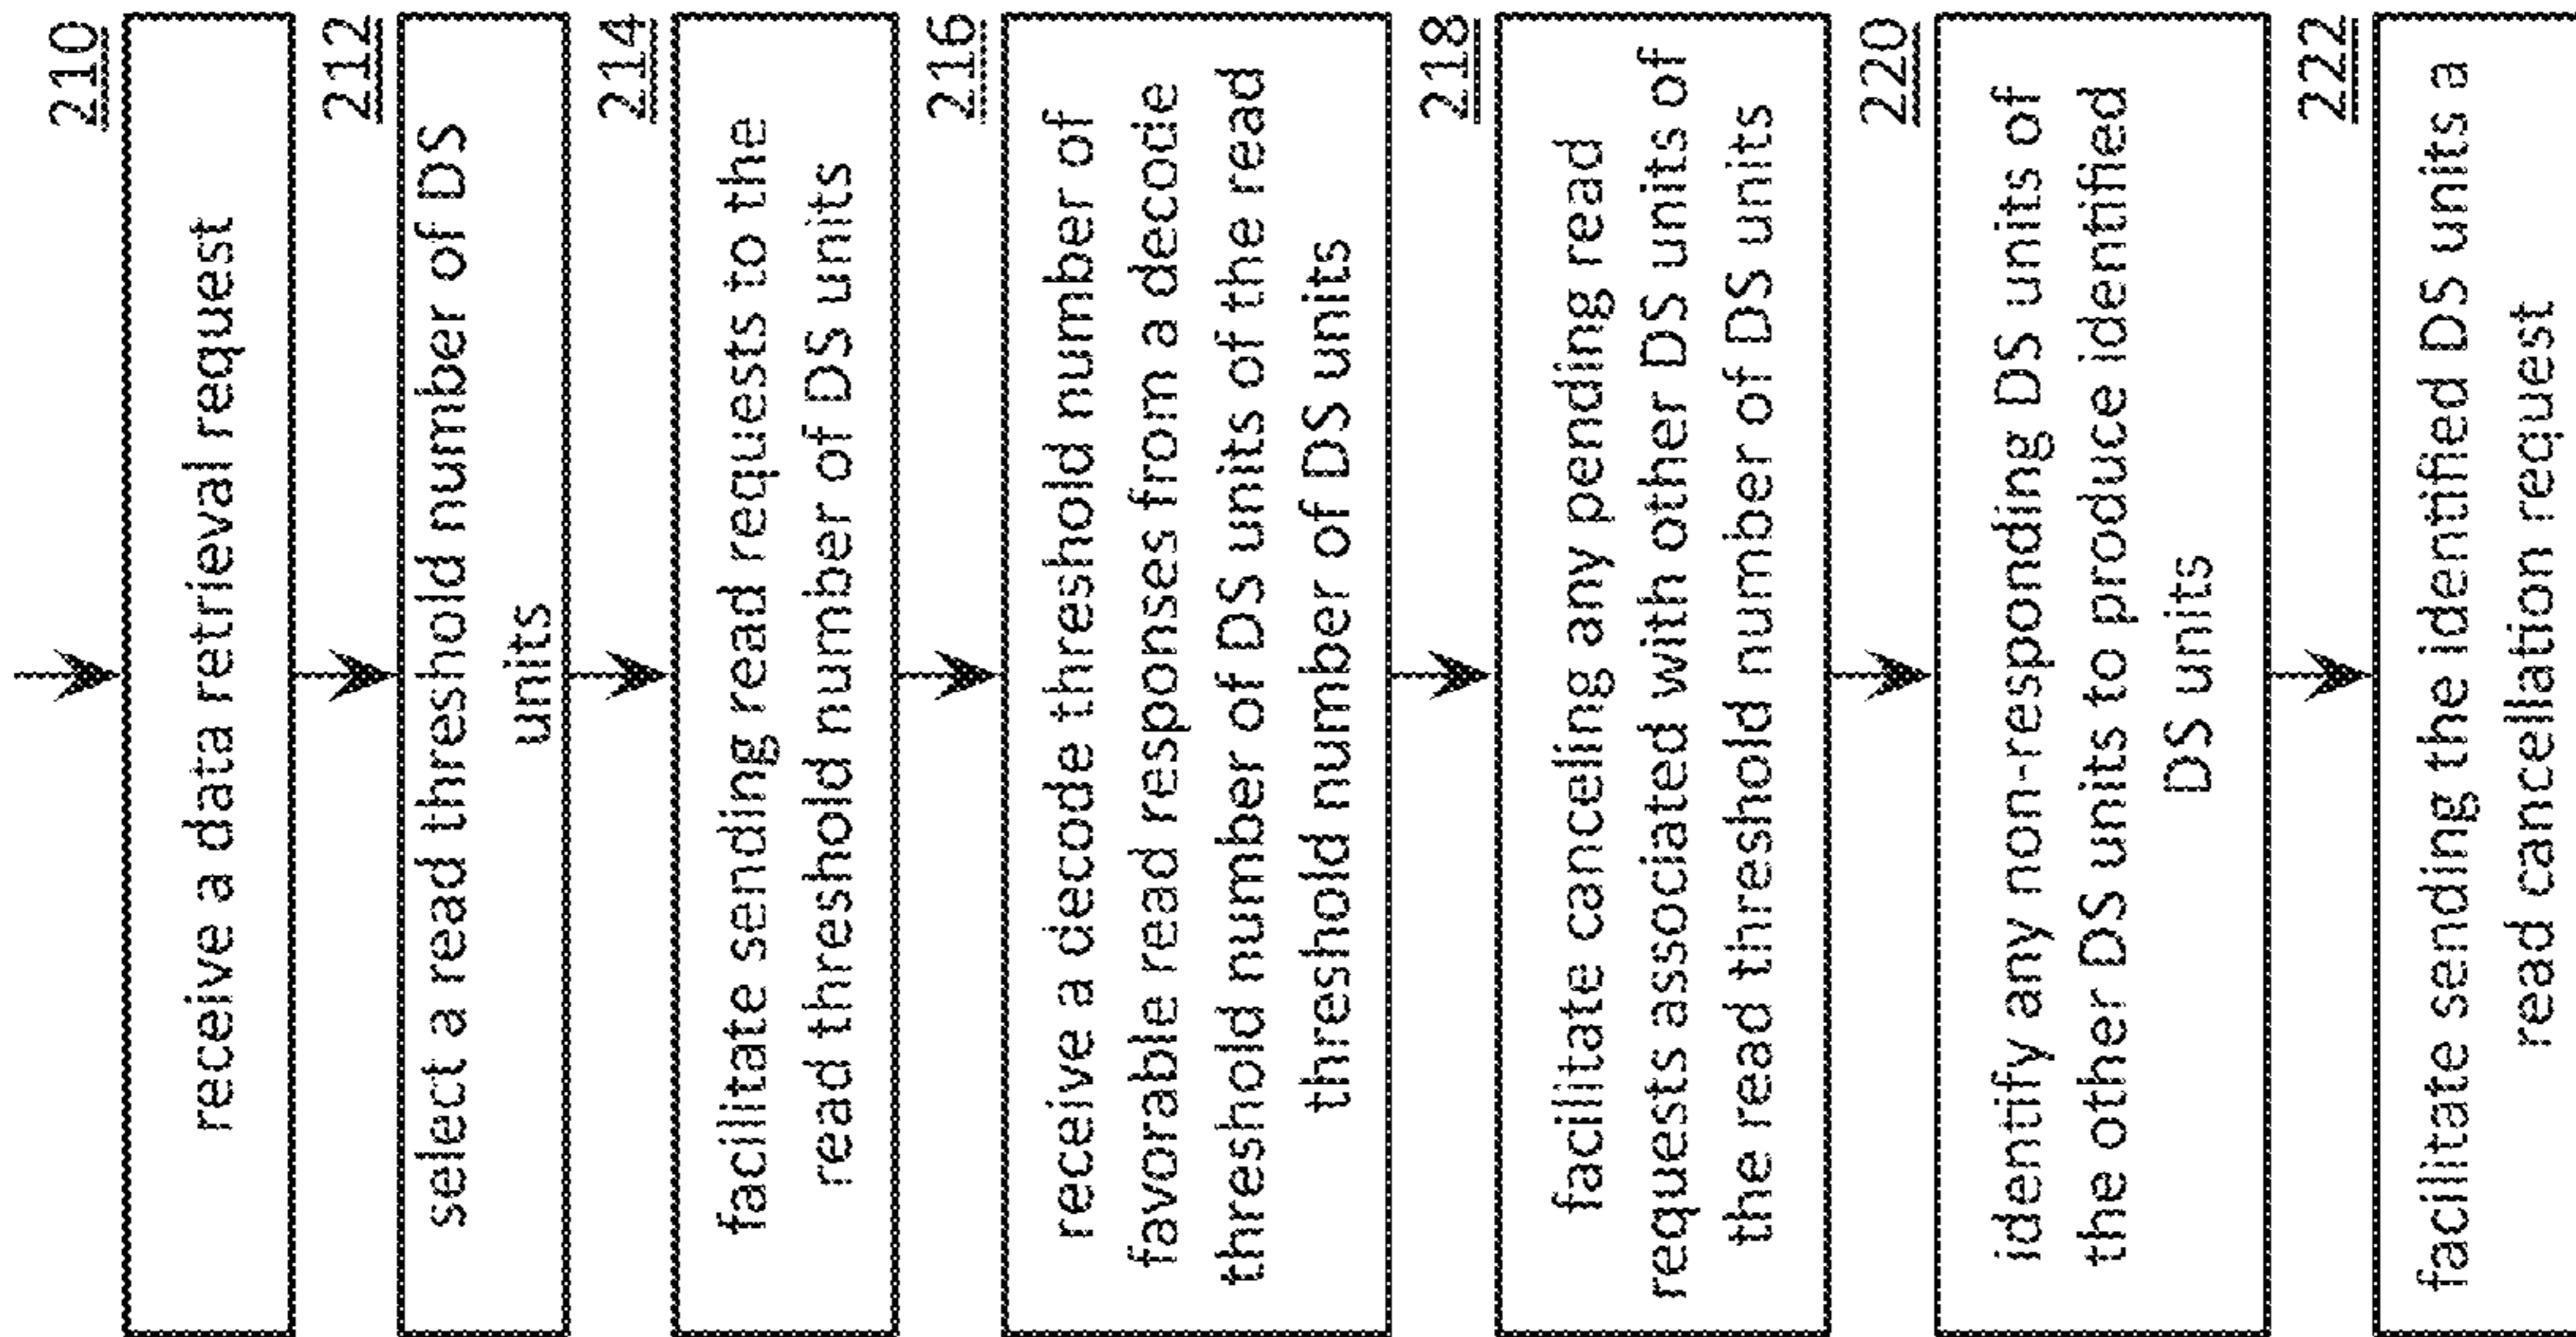 210
receive a data retrieval request
212
select a read threshold number of DS
units
214
facilitate sending read requests to the
read threshold number of DS units
216
receive a decode threshold number of
favorable read responses from a decode
threshold number of DS units of the read
threshold number of DS units
218
facilitate canceling any pending read
requests associated with other DS units of
the read threshold number of DS units
220
identify any non-responding DS units of
the other DS units to produce identified
DS units
222
facilitate sending the identified DS units a
read cancellation request